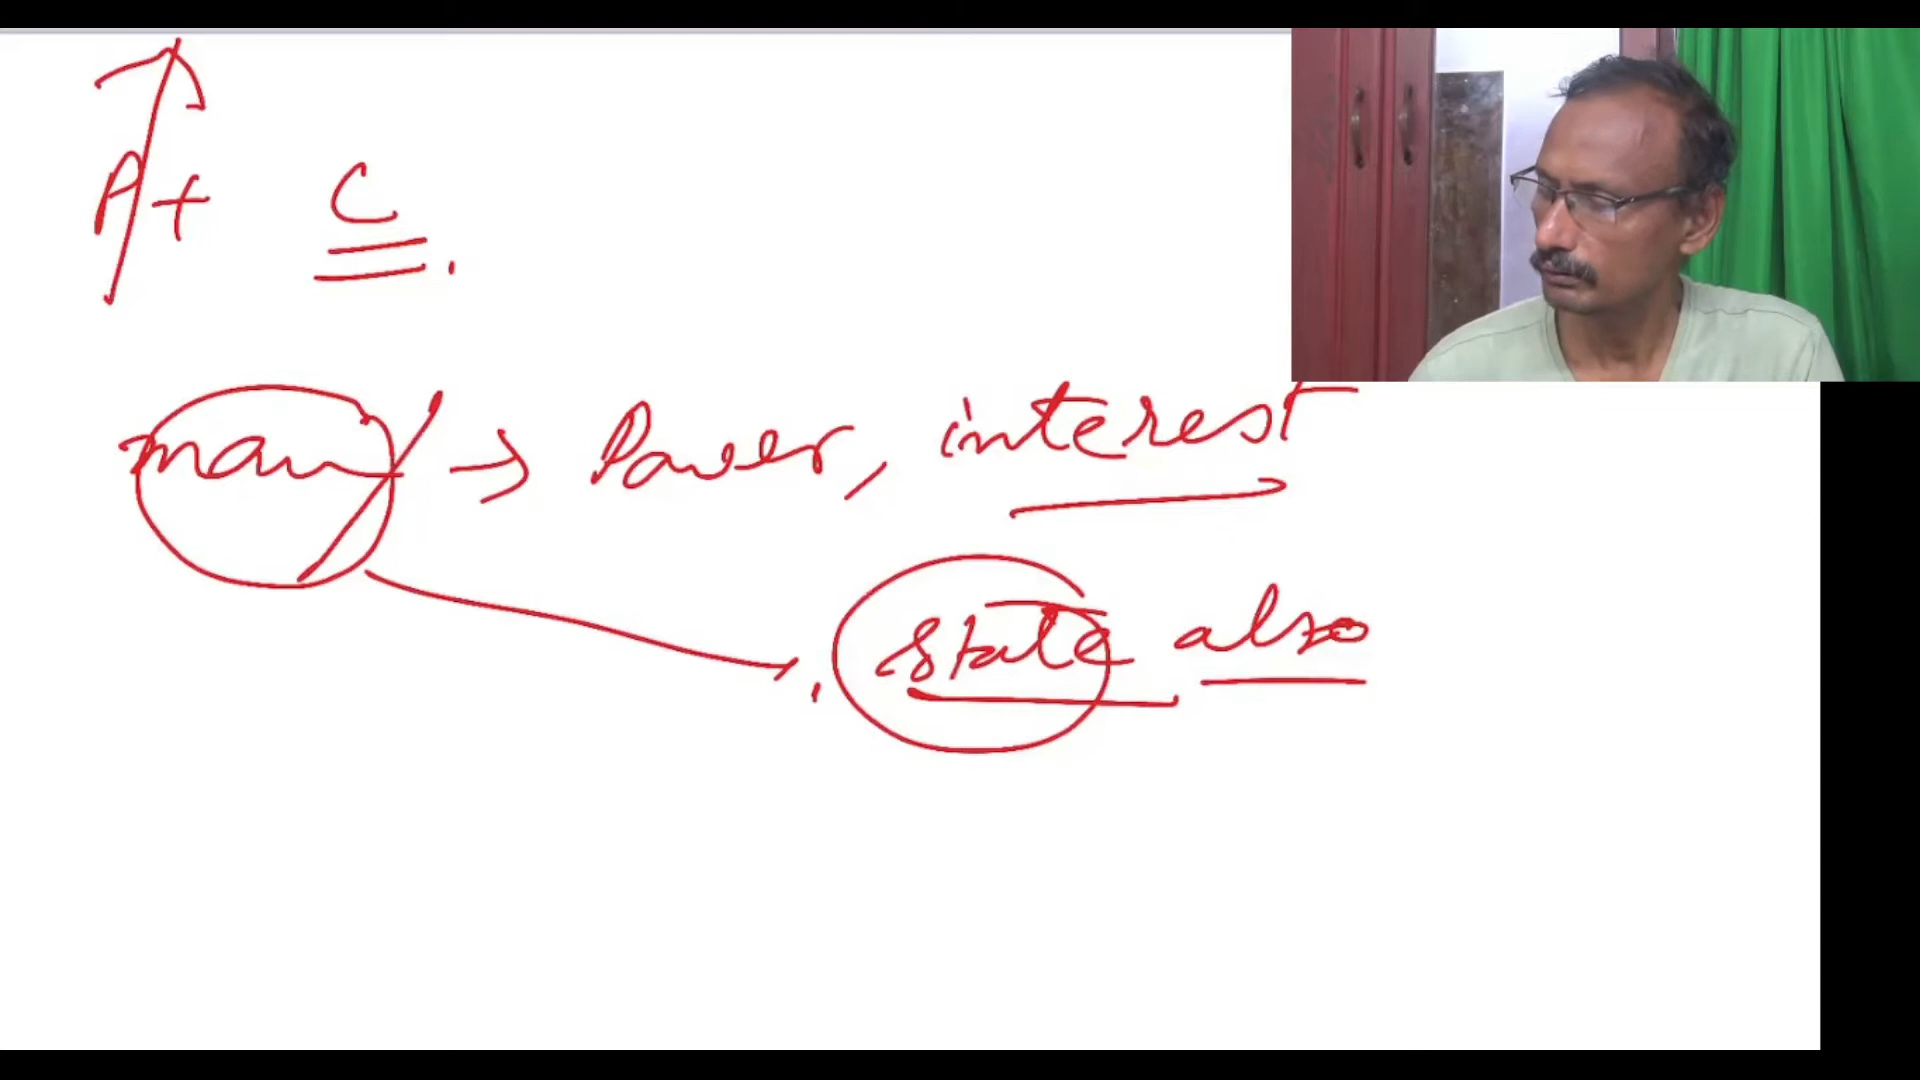 A+ C.
man → Power, interest
state also